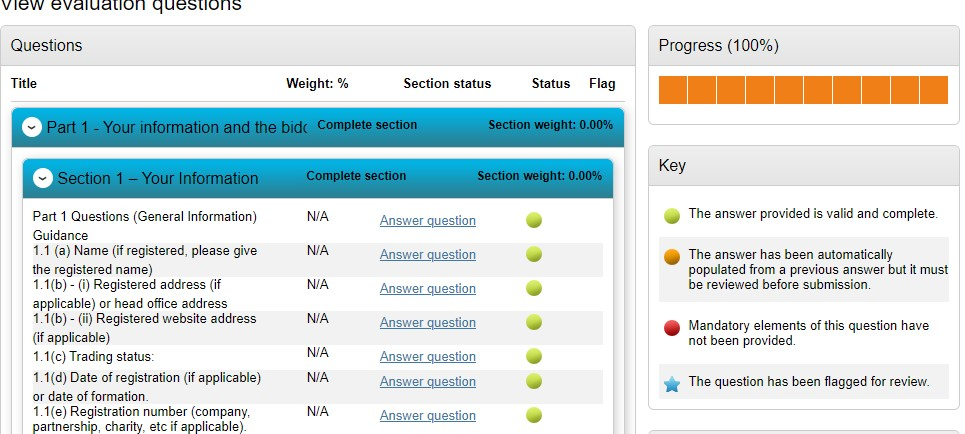 View evaluation questions
Questions
Title Weight: % Section status Status Flag
Part 1 - Your information and the bidd Complete section Section weight: 0.00%
Section 1 – Your Information Complete section Section weight: 0.00%
Part 1 Questions (General Information) N/A Answer question
Guidance
1.1 (a) Name (if registered, please give N/A Answer question
the registered name)
1.1(b) - (i) Registered address (if N/A Answer question
applicable) or head office address
1.1(b) - (ii) Registered website address N/A Answer question
(if applicable)
1.1(c) Trading status: N/A Answer question
1.1(d) Date of registration (if applicable) N/A Answer question
or date of formation.
1.1(e) Registration number (company, N/A Answer question
partnership, charity, etc if applicable).
Progress (100%)
Key
The answer provided is valid and complete.
The answer has been automatically
populated from a previous answer but it must
be reviewed before submission.
Mandatory elements of this question have
not been provided.
The question has been flagged for review.